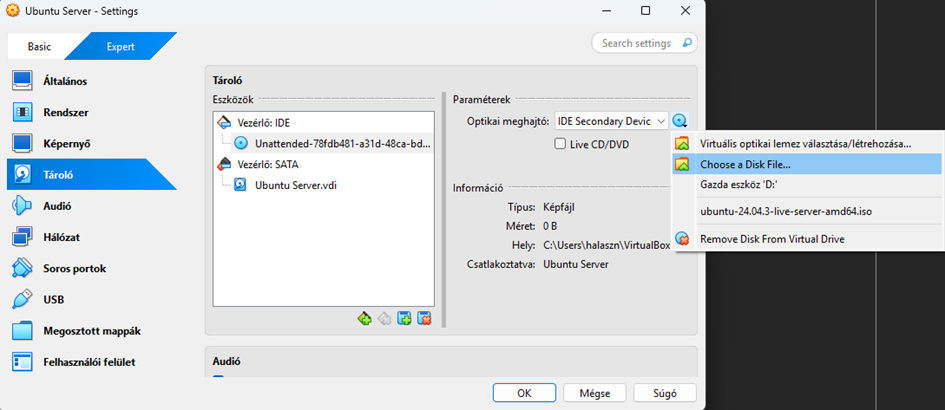 Ubuntu Server - Settings
Basic
Expert
Search settings
Általános
Rendszer
Képernyő
Tároló
Audió
Hálózat
Soros portok
USB
Megosztott mappák
Felhasználói felület
Tároló
Eszközök
Vezérlő: IDE
Unattended-78fdb481-a31d-48ca-bd...
Vezérlő: SATA
Ubuntu Server.vdi
Paraméterek
Optikai meghajtó: IDE Secondary Devic
Live CD/DVD
Információ
Típus: Képfájl
Méret: 0 B
Hely: C:\Users\halaszn\VirtualBox
Csatlakoztatva: Ubuntu Server
Virtuális optikai lemez választása/létrehozása...
Choose a Disk File...
Gazda eszköz 'D:'
ubuntu-24.04.3-live-server-amd64.iso
Remove Disk From Virtual Drive
Audió
OK
Mégse
Súgó